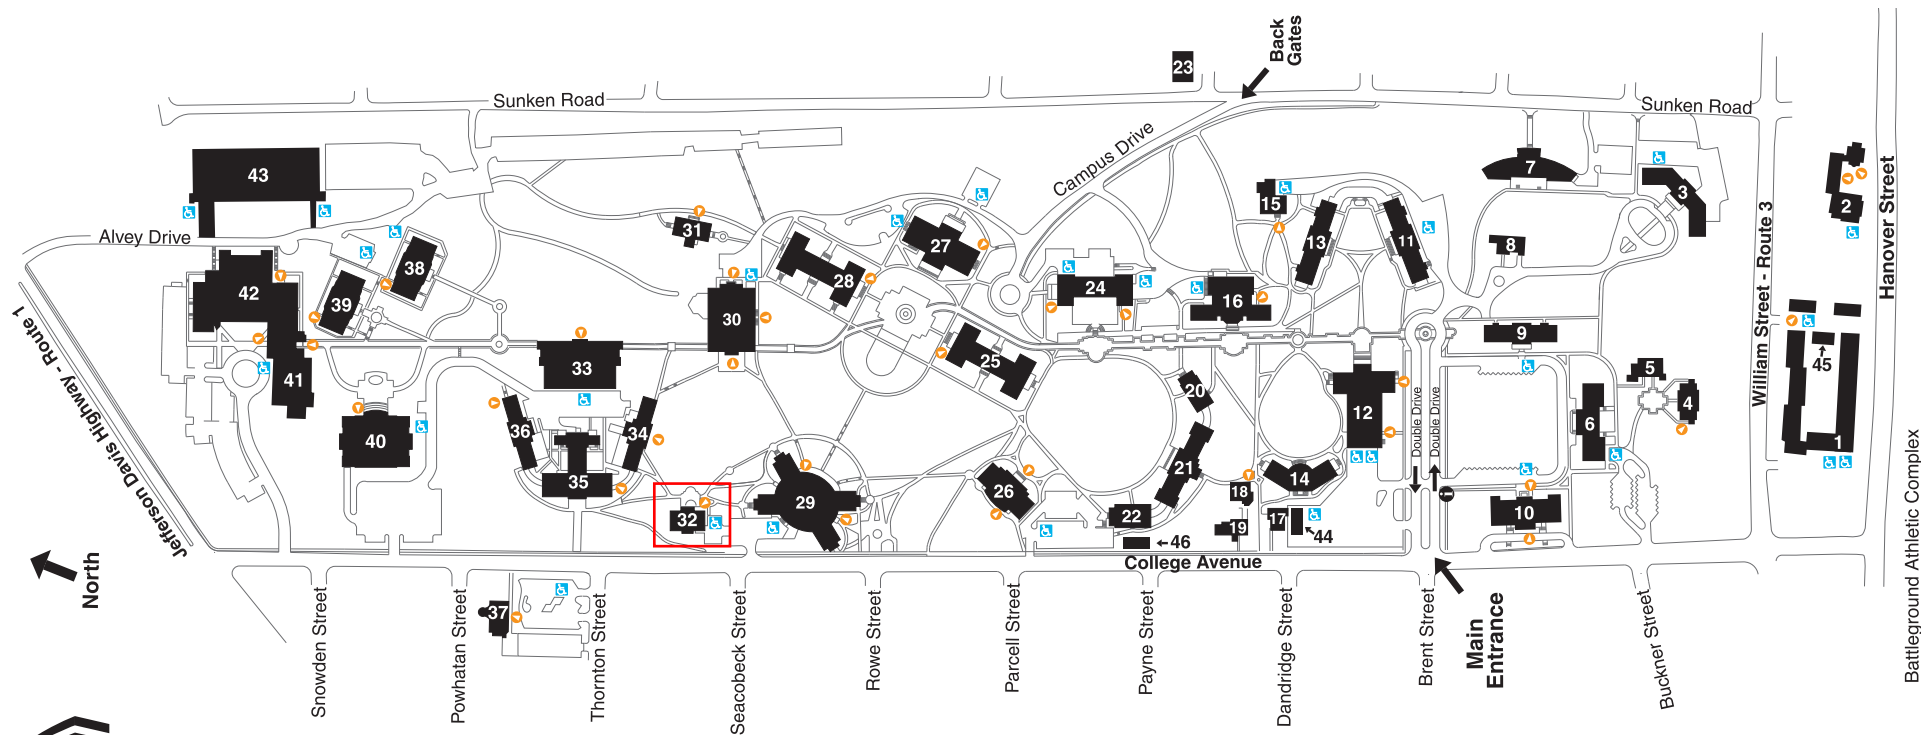 Back
Gates
23
Sunken Road
Sunken Road
Campus Drive
43
7
3
2
15
31
27
13
11
8
Alvey Drive
38
28
42
39
24
16
30
9
25
33
41
45
5
4
20
12
Double Drive
Double Drive
6
1
40
36
34
35
21
14
26
29
18
32
22
17
19
10
44
46
College Avenue
37
William Street - Route 3
Hanover Street
Jefferson Davis Highway - Route 1
North
Snowden Street
Powhatan Street
Thornton Street
Seacobeck Street
Rowe Street
Parcell Street
Payne Street
Dandridge Street
Brent Street
Main
Entrance
Buckner Street
Battleground Athletic Complex